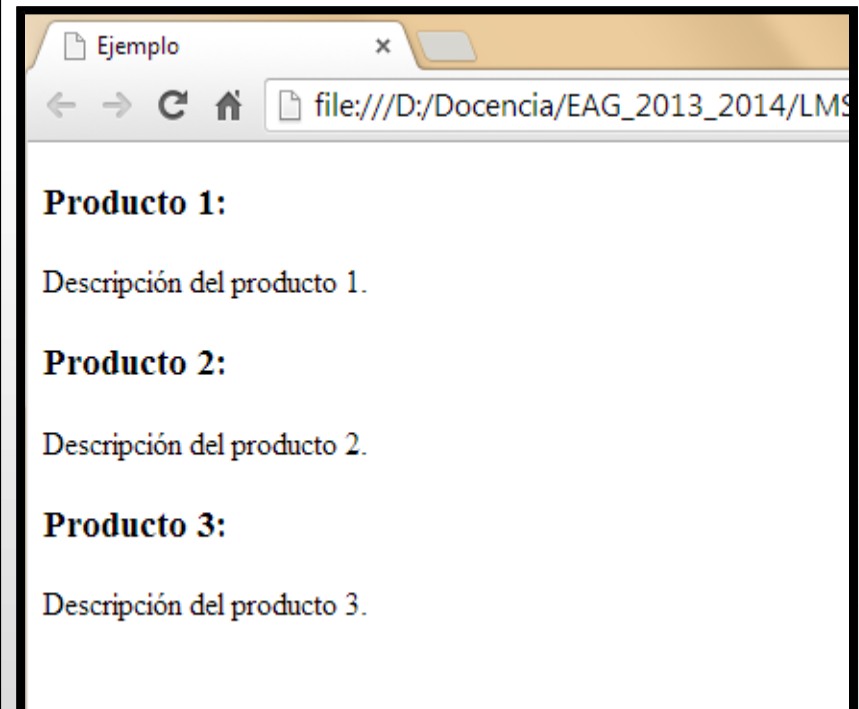 Ejemplo
file:///D:/Docencia/EAG_2013_2014/LMS
Producto 1:
Descripción del producto 1.
Producto 2:
Descripción del producto 2.
Producto 3:
Descripción del producto 3.